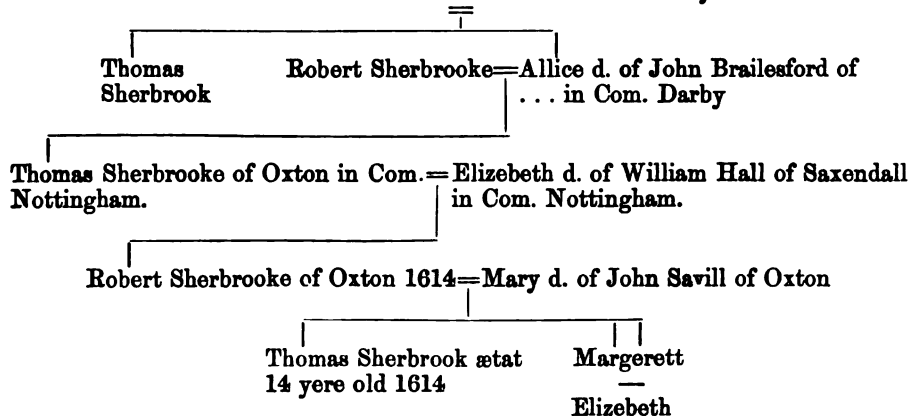 Thomas Robert Sherbrooke=Allice d. of John Brailesford of
Sherbrook ... in Com. Darby
Thomas Sherbrooke of Oxton in Com.=Elizebeth d. of William Hall of Saxendall
Nottingham. in Com. Nottingham.
Robert Sherbrooke of Oxton 1614=Mary d. of John Savill of Oxton
Thomas Sherbrook ætat Margerett
14 yere old 1614
Elizebeth